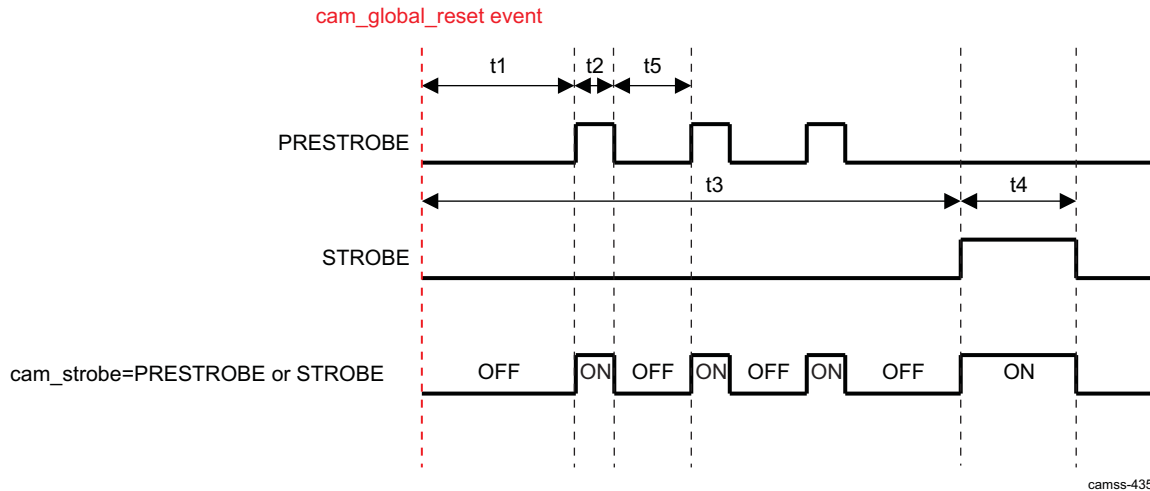 cam_global_reset event
t1
t2
t5
PRESTROBE
t3
t4
STROBE
cam_strobe=PRESTROBE or STROBE
OFF
ON
OFF
ON
OFF
ON
OFF
ON
camss-435